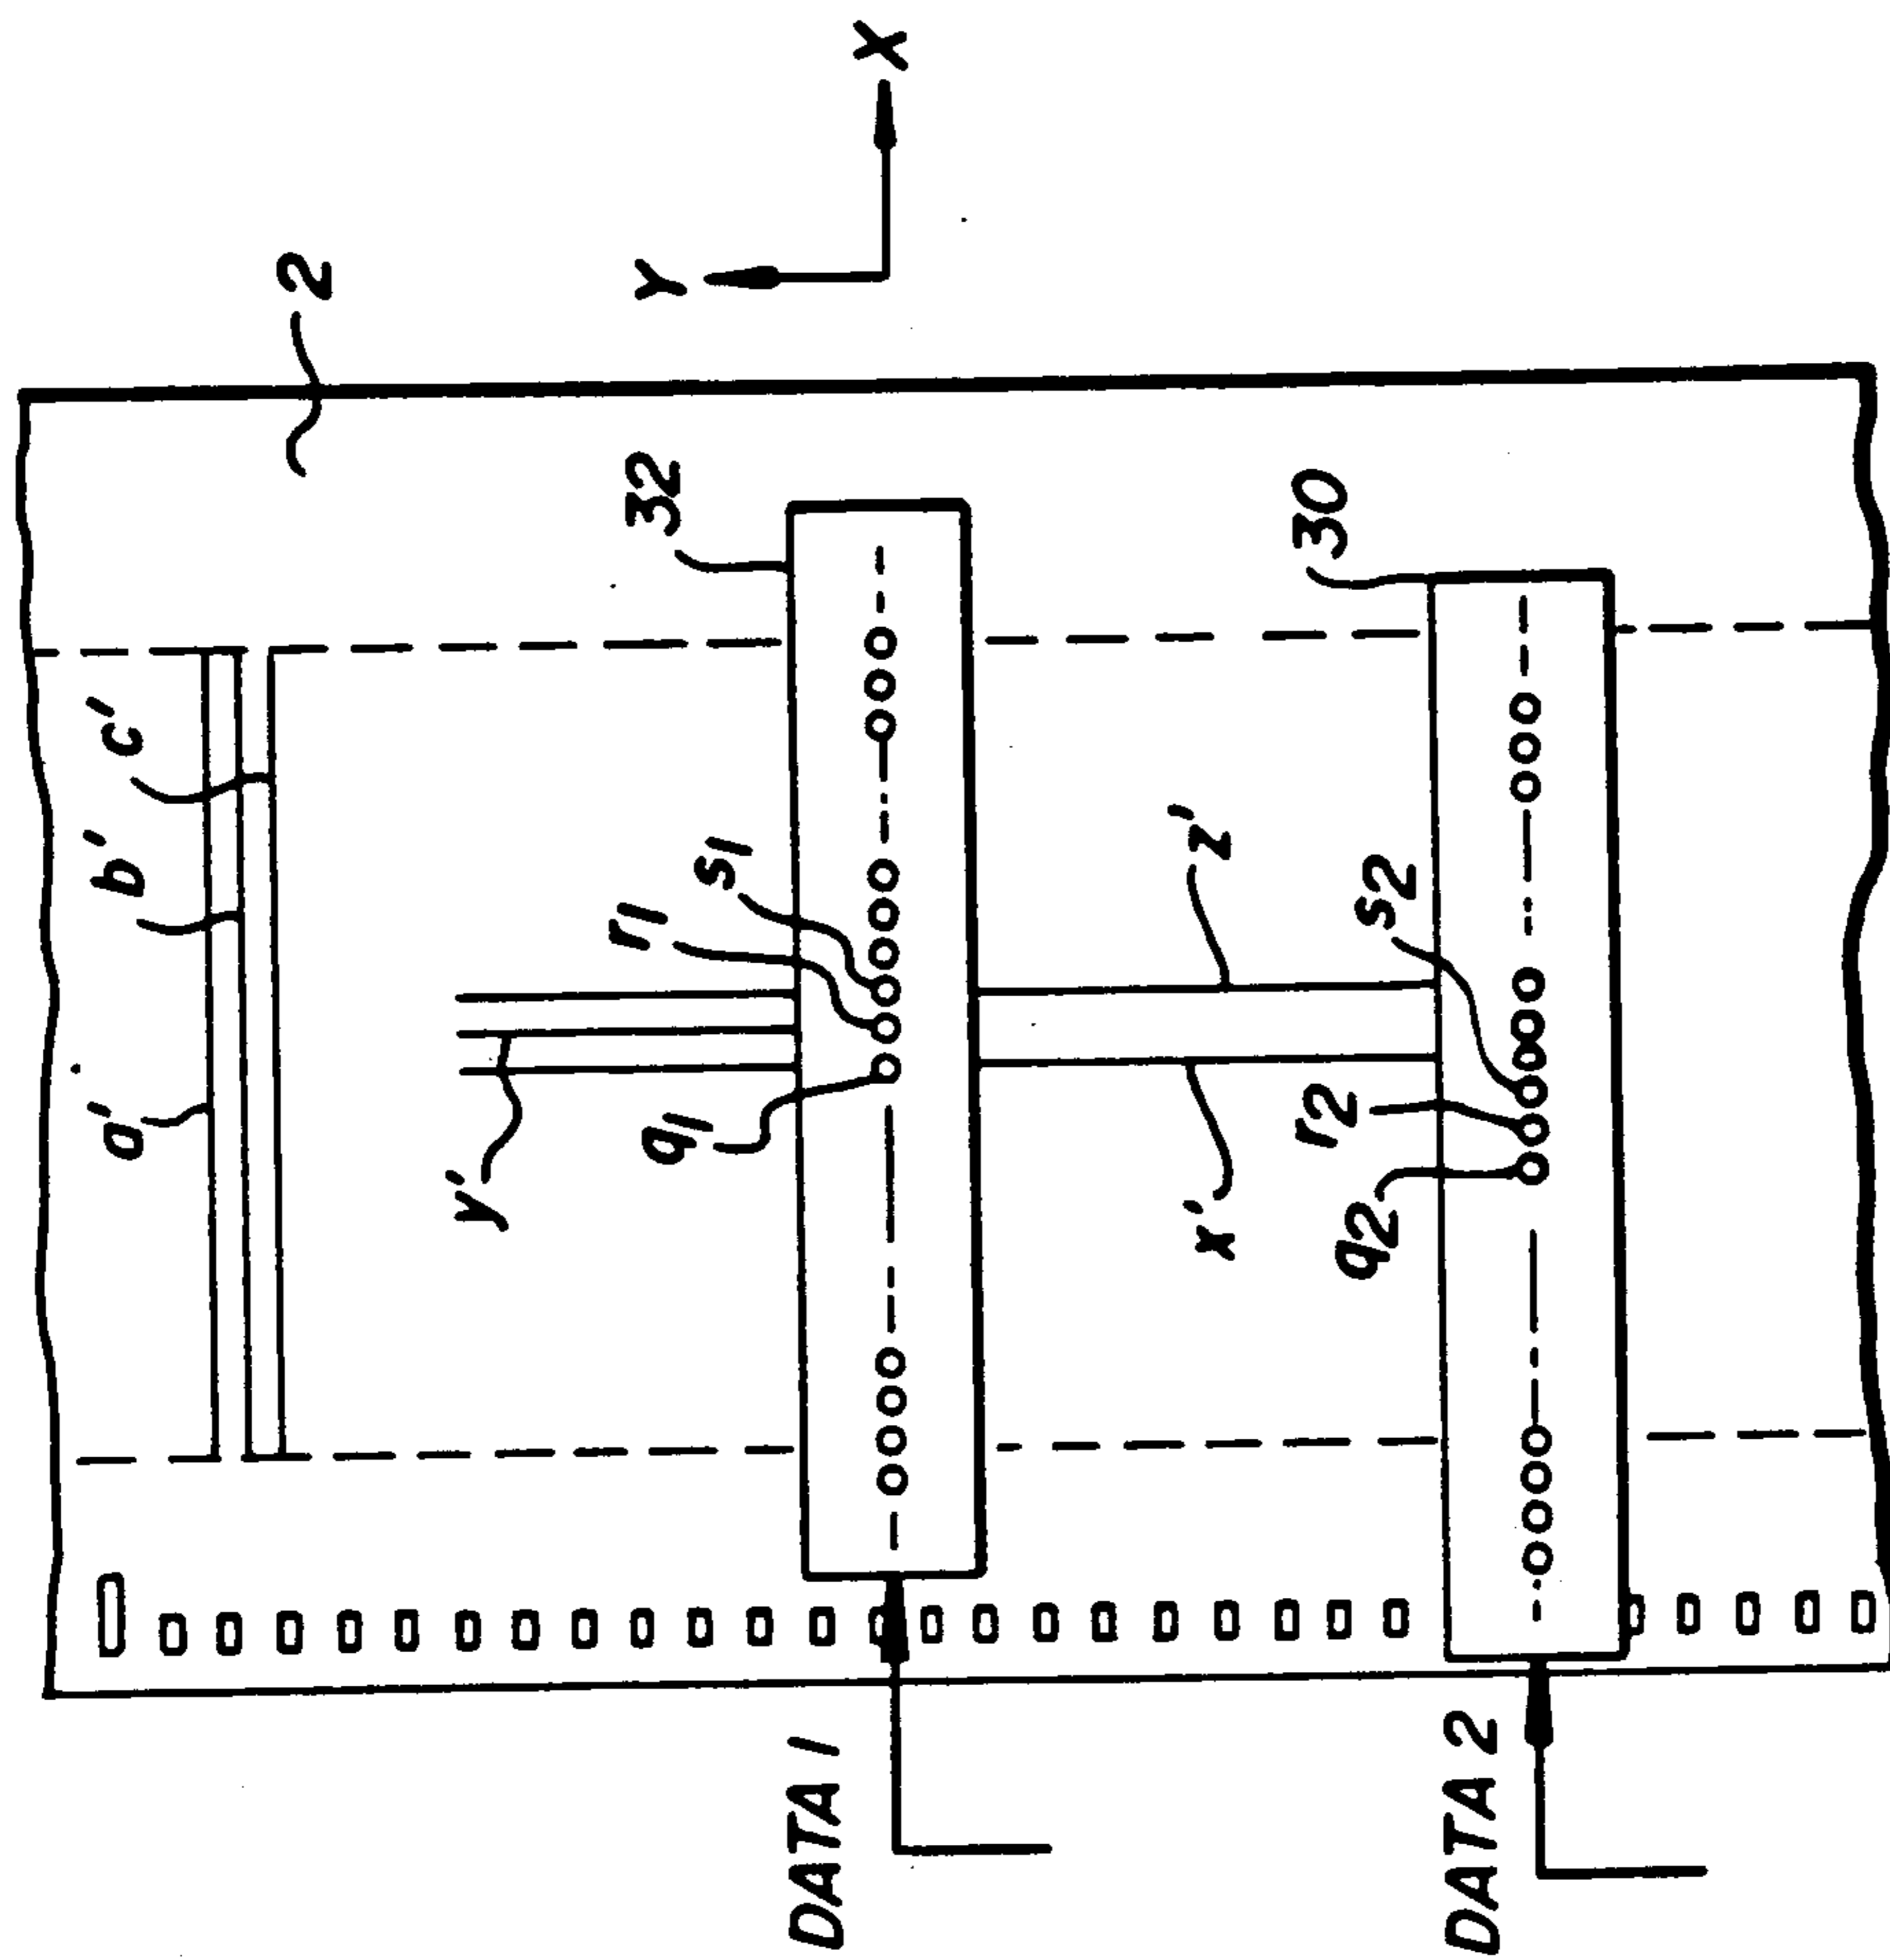 X
Y
2
32
30
a'
b'
c'
y'
q1
r1
s1
x'
z'
q2
r2
s2
DATA 1
DATA 2